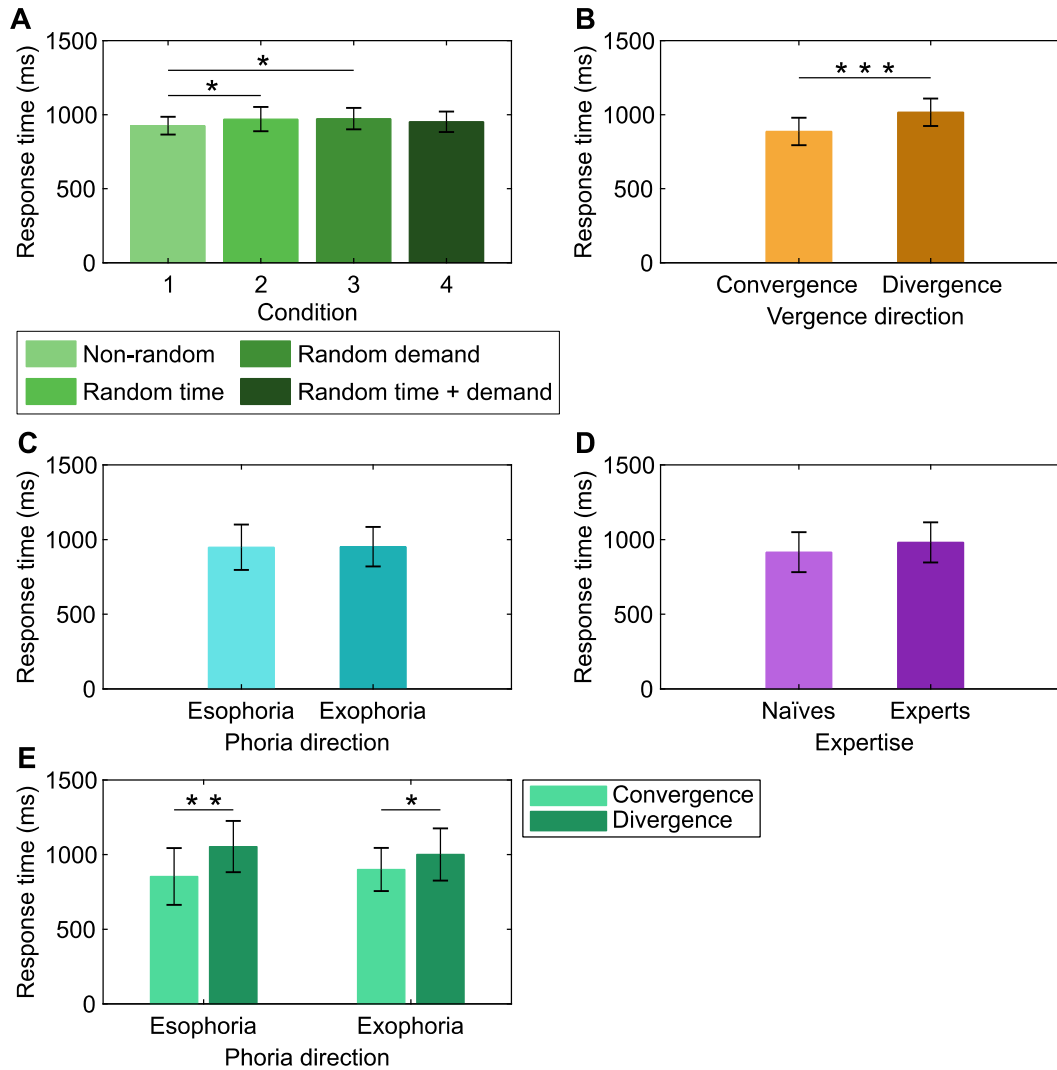 A
Response time (ms)
1500
1000
500
0
*
*
1 2 3 4
Condition
Non-random
Random demand
Random time
Random time + demand
B
Response time (ms)
1500
1000
500
0
* * *
Convergence Divergence
Vergence direction
C
Response time (ms)
1500
1000
500
0
Esophoria Exophoria
Phoria direction
D
Response time (ms)
1500
1000
500
0
Naïves Experts
Expertise
E
Response time (ms)
1500
1000
500
0
* *
*
Esophoria Exophoria
Phoria direction
Convergence
Divergence